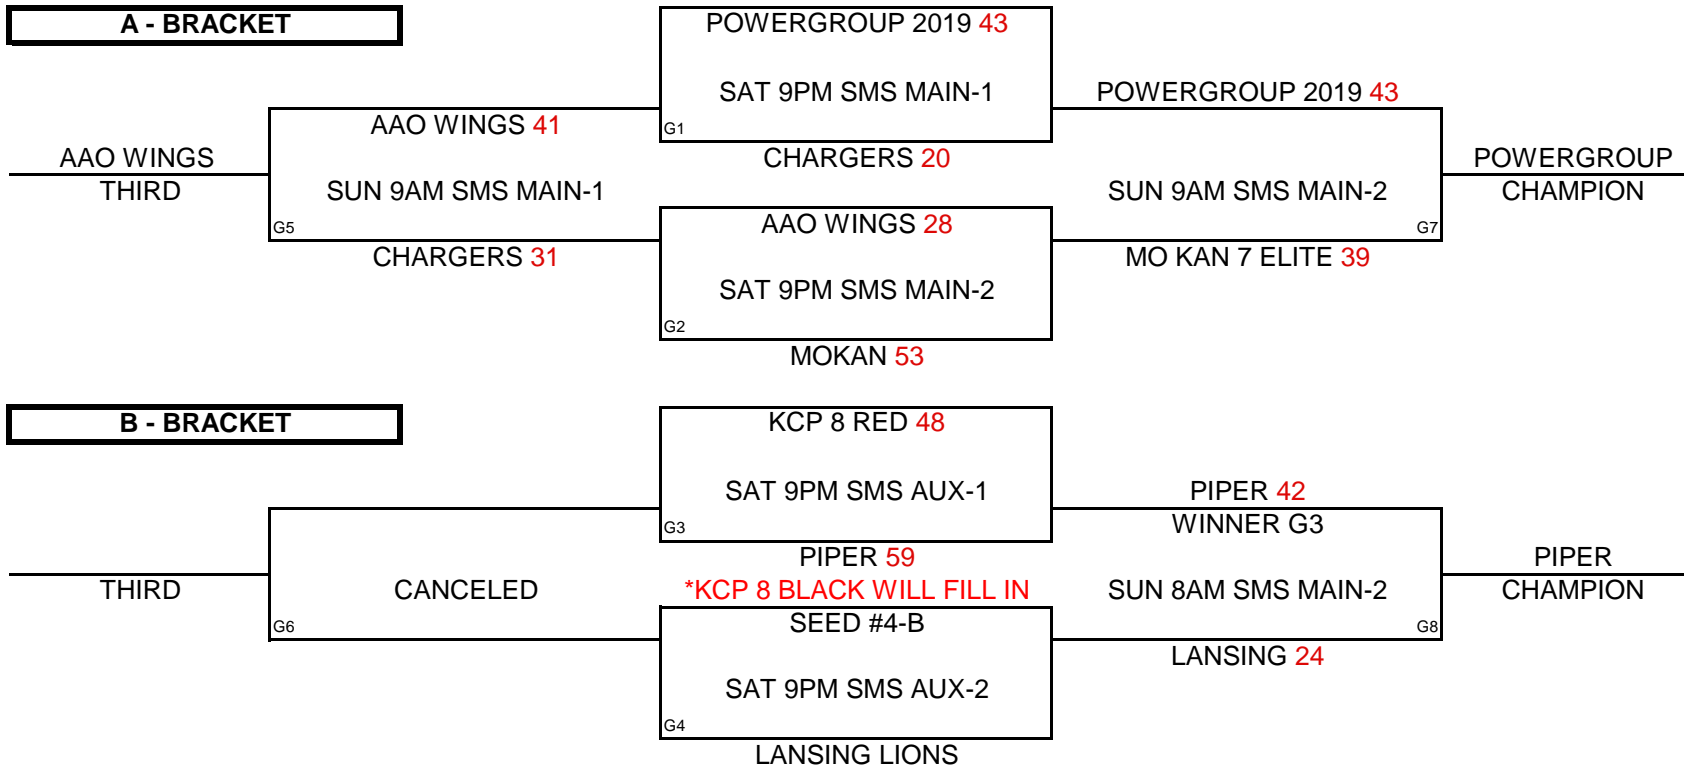 A - BRACKET
POWERGROUP 2019 43
SAT 9PM SMS MAIN-1
G1
CHARGERS 20
POWERGROUP 2019 43
AAO WINGS 41
AAO WINGS
THIRD
SUN 9AM SMS MAIN-1
G5
CHARGERS 31
AAO WINGS 28
SAT 9PM SMS MAIN-2
G2
MOKAN 53
SUN 9AM SMS MAIN-2
G7
MO KAN 7 ELITE 39
POWERGROUP
CHAMPION
B - BRACKET
KCP 8 RED 48
SAT 9PM SMS AUX-1
G3
PIPER 59
*KCP 8 BLACK WILL FILL IN
SEED #4-B
SAT 9PM SMS AUX-2
G4
LANSING LIONS
THIRD
CANCELED
G6
PIPER 42
WINNER G3
SUN 8AM SMS MAIN-2
G8
LANSING 24
PIPER
CHAMPION